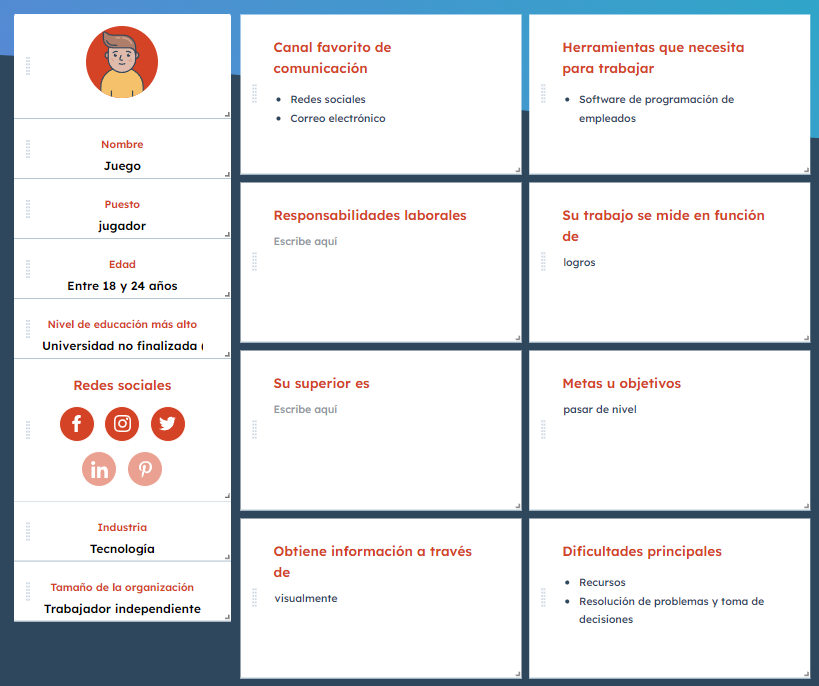 Nombre
Juego
Puesto
jugador
Edad
Entre 18 y 24 años
Nivel de educación más alto
Universidad no finalizada (
Redes sociales
in
Industria
Tecnología
Tamaño de la organización
Trabajador independiente
Canal favorito de
comunicación
Redes sociales
Correo electrónico
Herramientas que necesita
para trabajar
Software de programación de
empleados
Responsabilidades laborales
Escribe aquí
Su trabajo se mide en función
de
logros
Su superior es
Escribe aquí
Metas u objetivos
pasar de nivel
Obtiene información a través
de
visualmente
Dificultades principales
Recursos
Resolución de problemas y toma de
decisiones